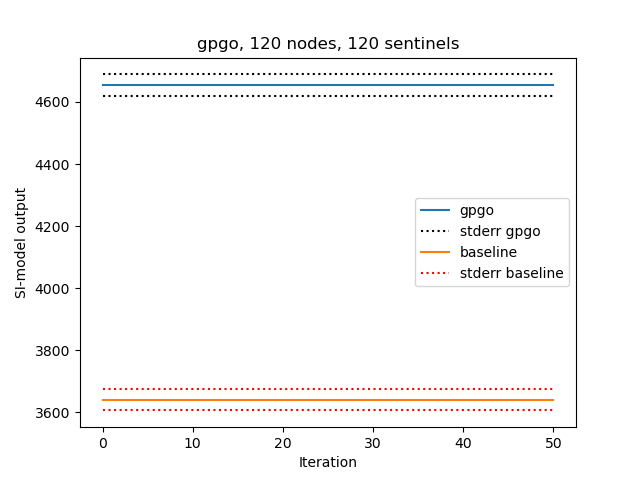 gpgo, 120 nodes, 120 sentinels
SI-model output
4600
4400
4200
4000
3800
3600
gpgo
stderr gpgo
baseline
stderr baseline
0 10 20 30 40 50
Iteration